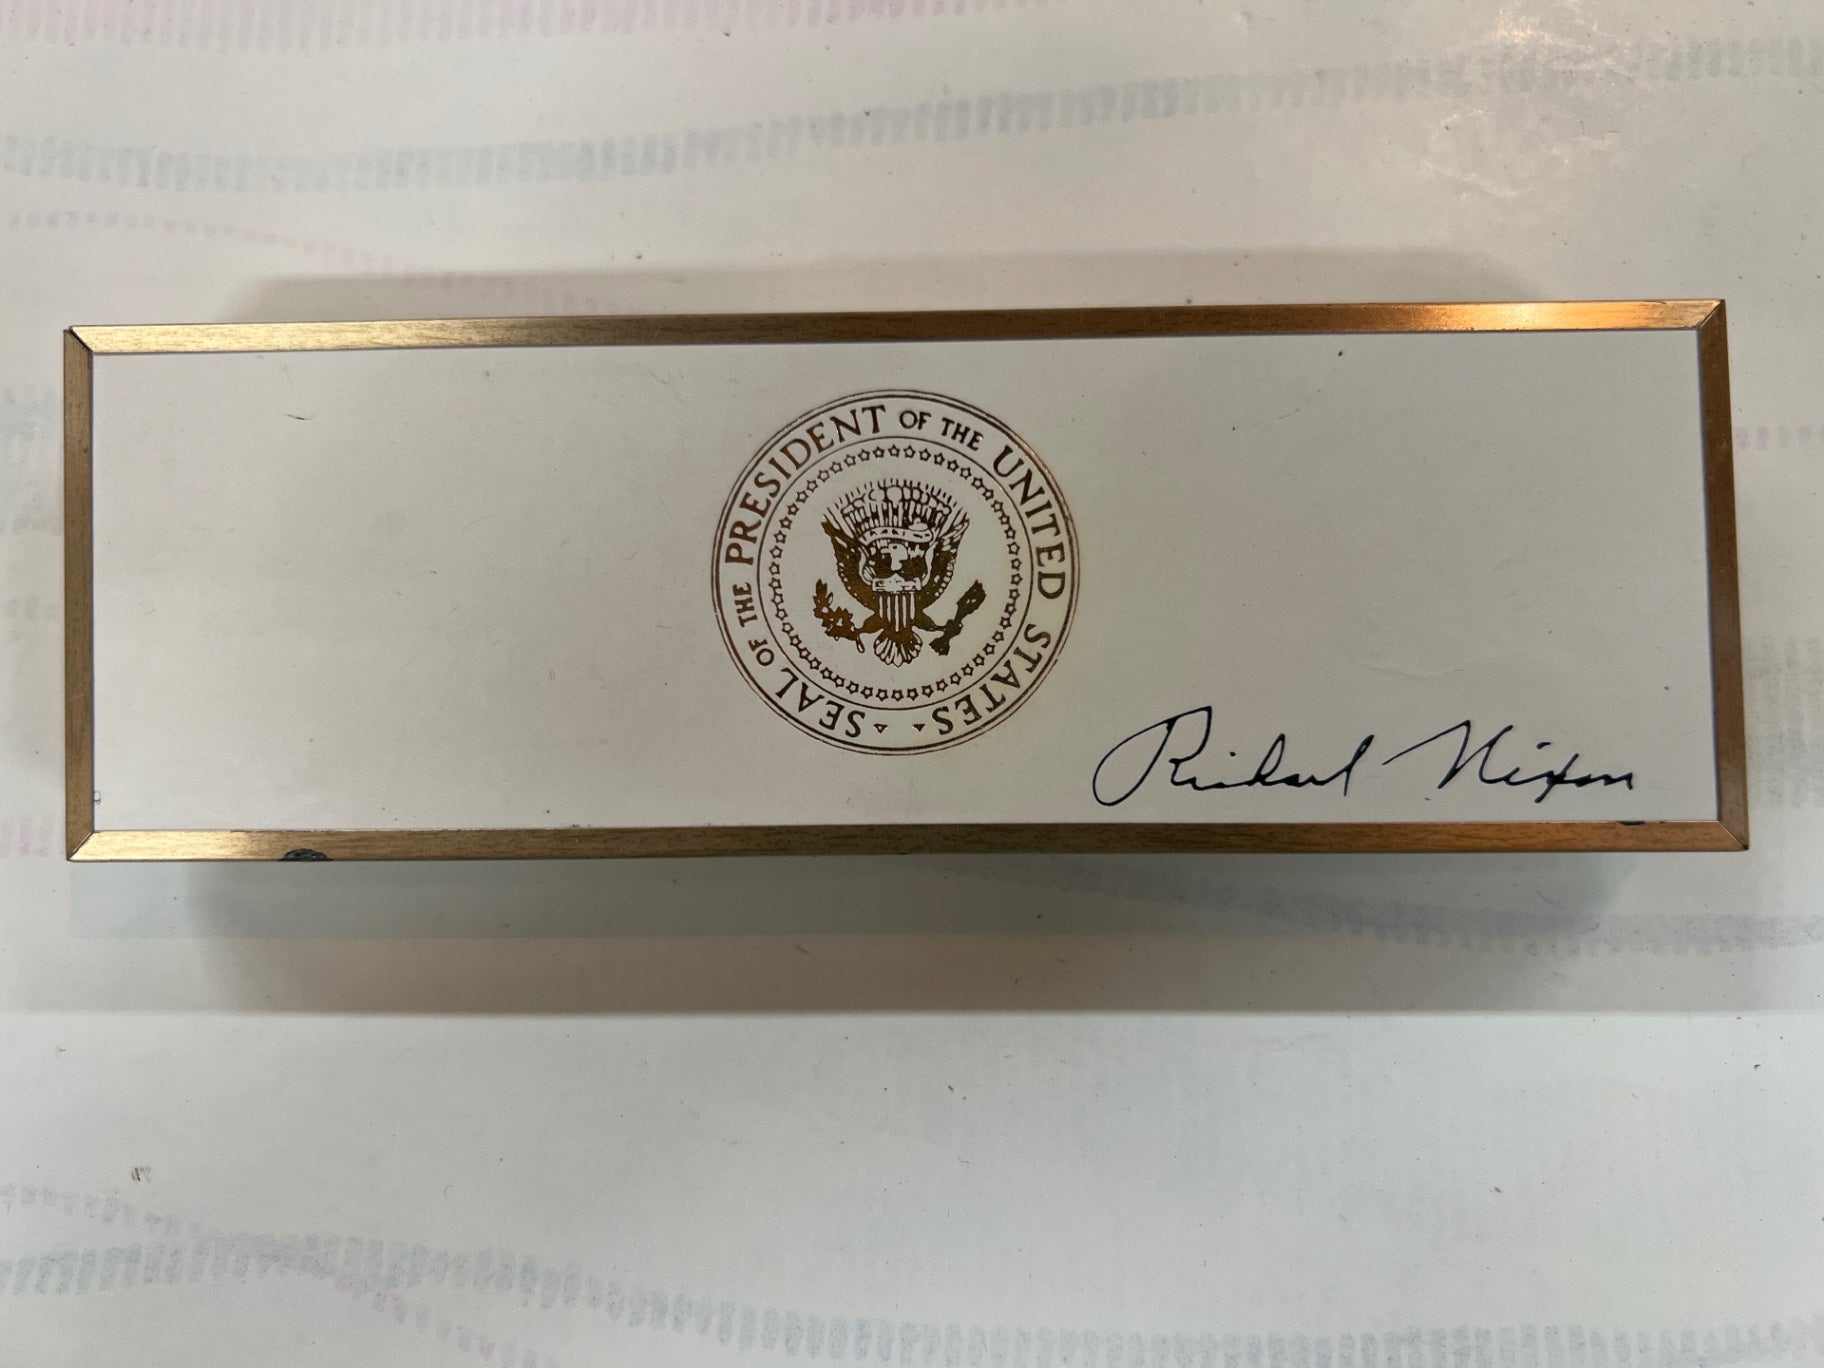 SEAL OF THE PRESIDENT OF THE UNITED STATES
Richard Nixon